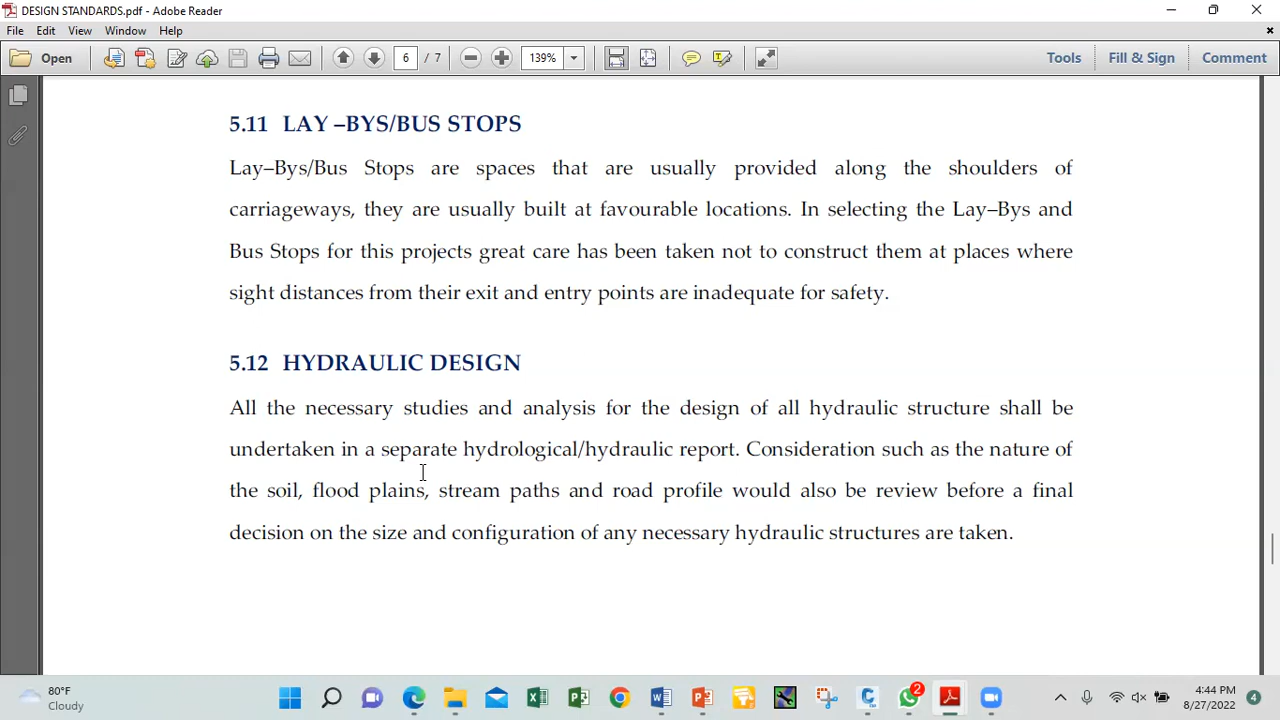 DESIGN STANDARDS.pdf - Adobe Reader
File Edit View Window Help
Open 6 / 7 139% Tools Fill & Sign Comment
5.11 LAY –BYS/BUS STOPS
Lay–Bys/Bus Stops are spaces that are usually provided along the shoulders of
carriageways, they are usually built at favourable locations. In selecting the Lay–Bys and
Bus Stops for this projects great care has been taken not to construct them at places where
sight distances from their exit and entry points are inadequate for safety.
5.12 HYDRAULIC DESIGN
All the necessary studies and analysis for the design of all hydraulic structure shall be
undertaken in a separate hydrological/hydraulic report. Consideration such as the nature of
the soil, flood plains, stream paths and road profile would also be review before a final
decision on the size and configuration of any necessary hydraulic structures are taken.
80°F
Cloudy
2
4:44 PM
8/27/2022
4